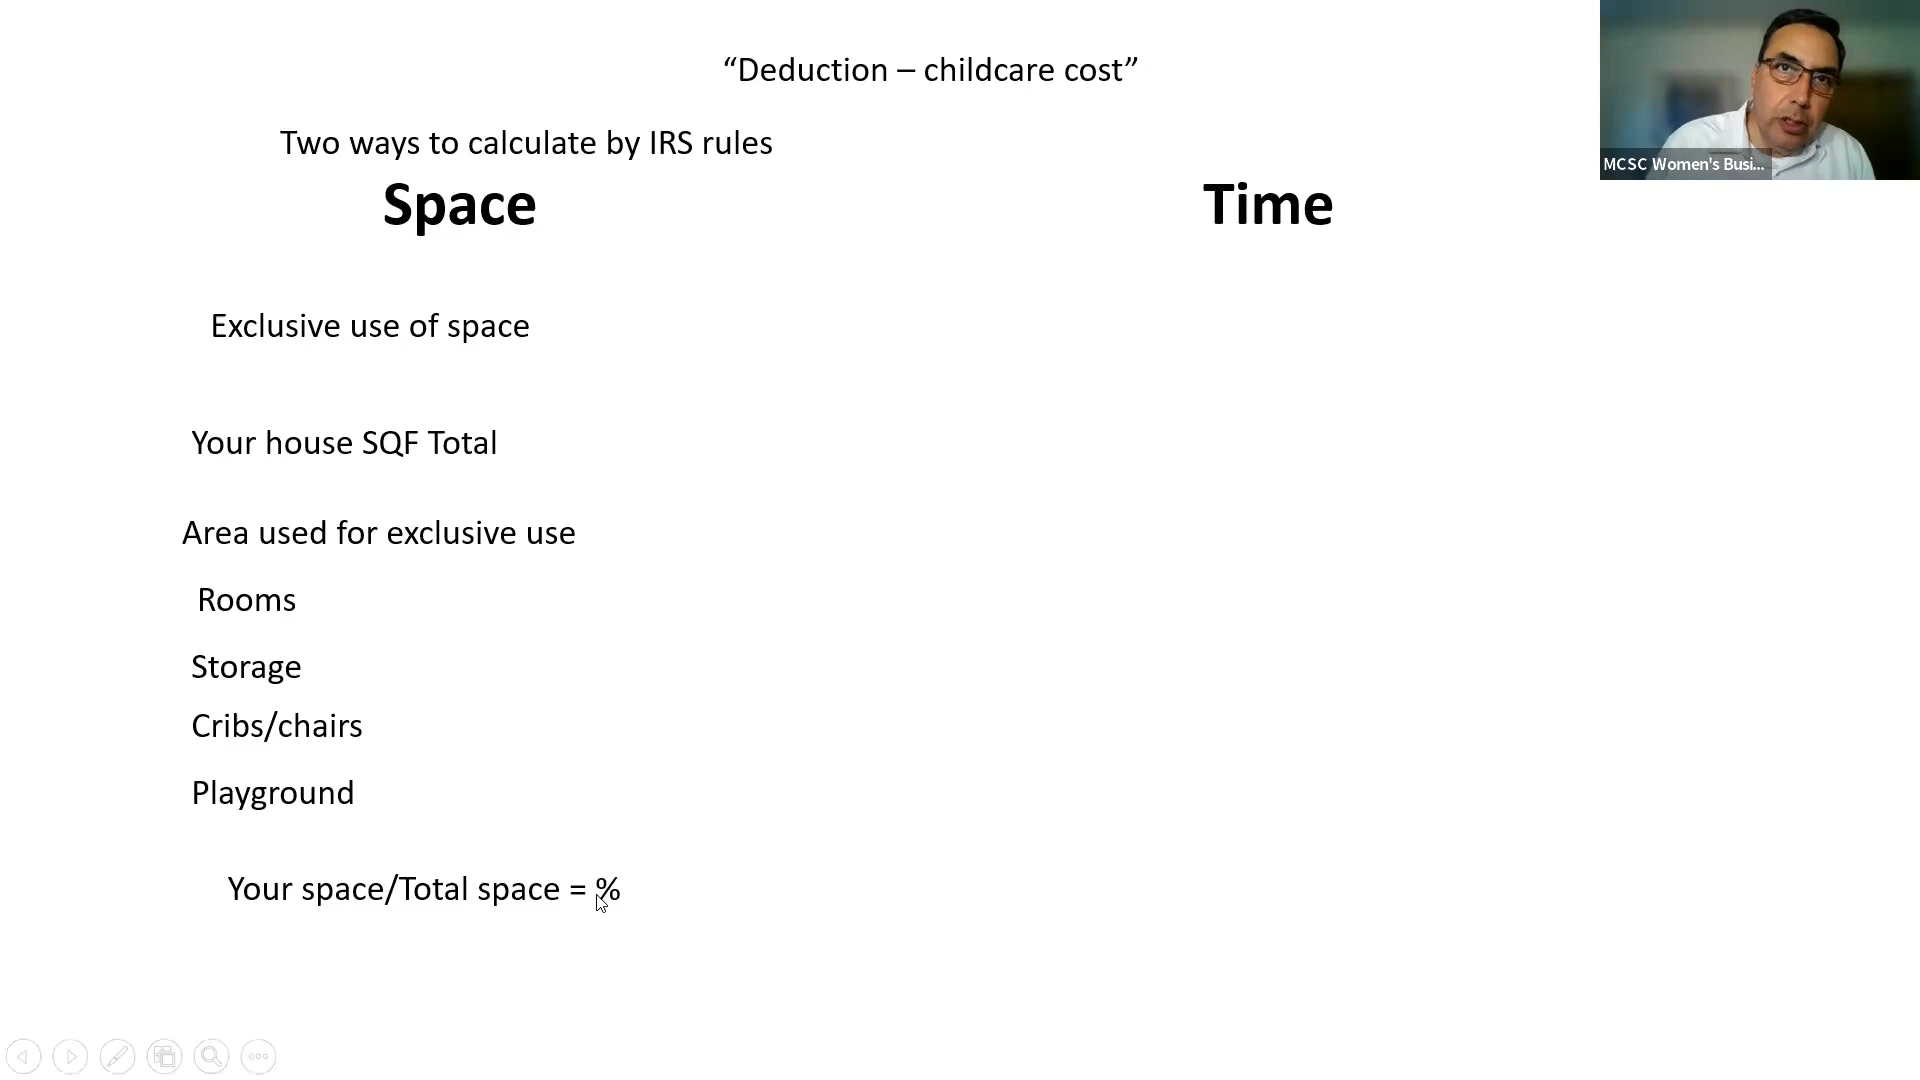 “Deduction – childcare cost”
Two ways to calculate by IRS rules
Space
Time
Exclusive use of space
Your house SQF Total
Area used for exclusive use
Rooms
Storage
Cribs/chairs
Playground
Your space/Total space = %
MCSC Women's Busi...